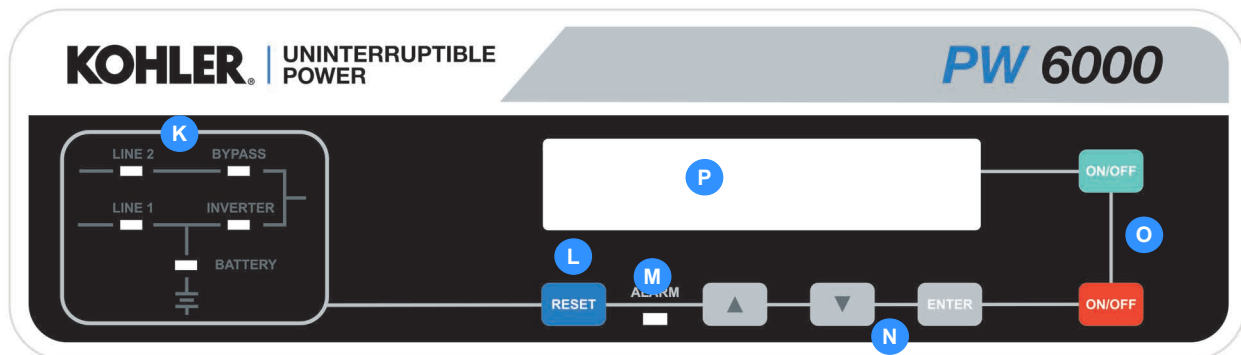 KOHLER® | UNINTERRUPTIBLE
POWER
PW 6000
K
LINE 2 BYPASS
LINE 1 INVERTER
BATTERY
P
ON/OFF
O
L
M
RESET
ALARM
▲
▼
ENTER
N
ON/OFF